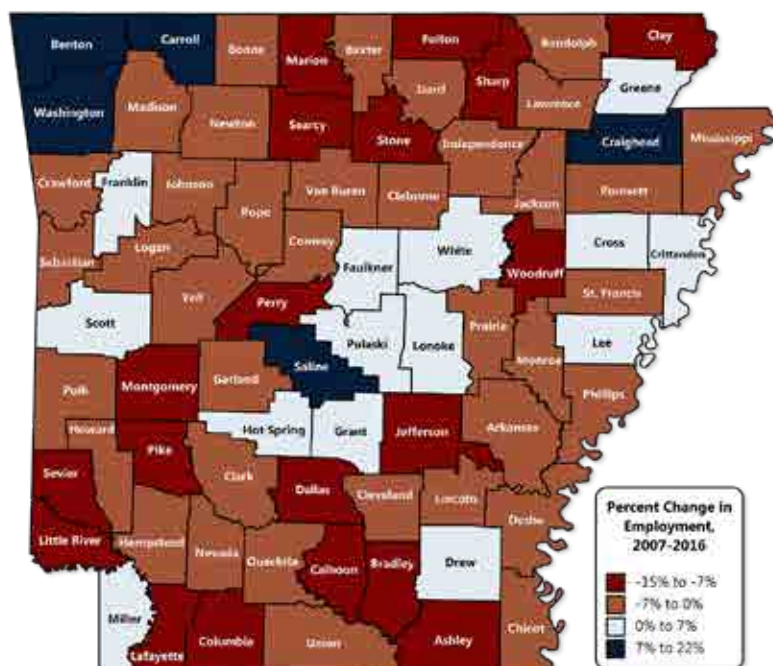 Benton
Carroll
Boone
Marion
Baxter
Fulton
Randolph
Clay
Sharp
Izard
Greene
Washington
Madison
Newton
Searcy
Stone
Lawrence
Independence
Craighead
Mississippi
Crawford
Franklin
Johnson
Pope
Van Buren
Cleburne
Jackson
Poinsett
Sebastian
Logan
Conway
Faulkner
White
Woodruff
Cross
Crittenden
Scott
Yell
Perry
Pulaski
Lonoke
Prairie
Monroe
St. Francis
Lee
Phillips
Polk
Montgomery
Garland
Saline
Hot Spring
Grant
Jefferson
Arkansas
Howard
Pike
Sevier
Clark
Dallas
Cleveland
Lincoln
Desha
Little River
Hempstead
Nevada
Ouachita
Calhoun
Bradley
Drew
Miller
Lafayette
Columbia
Union
Ashley
Chicot
Percent Change in
Employment,
2007-2016
-15% to -7%
-7% to 0%
0% to 7%
7% to 22%